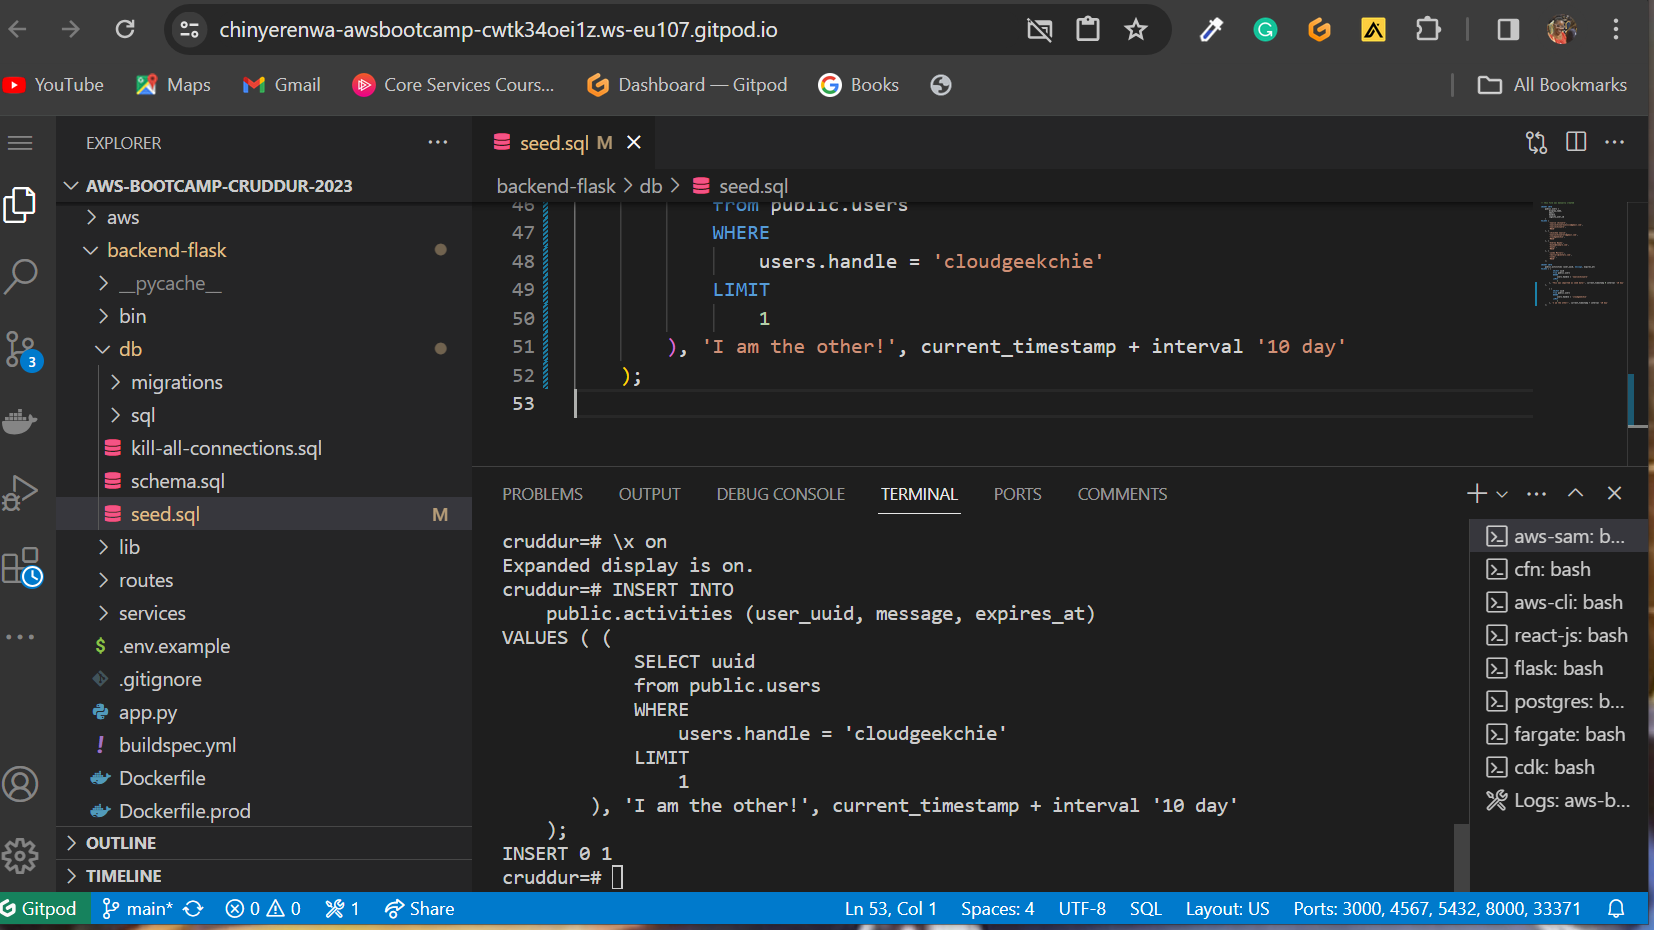 chinyerenwa-awsbootcamp-cwtk34oei1z.ws-eu107.gitpod.io
YouTube Maps Gmail Core Services Cours... Dashboard — Gitpod Books All Bookmarks
EXPLORER
AWS-BOOTCAMP-CRUDDUR-2023
aws
backend-flask
__pycache__
bin
db
migrations
sql
kill-all-connections.sql
schema.sql
seed.sql M
lib
routes
services
.env.example
.gitignore
app.py
buildspec.yml
Dockerfile
Dockerfile.prod
OUTLINE
TIMELINE
3
seed.sql M
backend-flask > db > seed.sql
46 from public.users
47 WHERE
48 users.handle = 'cloudgeekchie'
49 LIMIT
50 1
51 ), 'I am the other!', current_timestamp + interval '10 day'
52 );
53
PROBLEMS OUTPUT DEBUG CONSOLE TERMINAL PORTS COMMENTS
cruddur=# \x on
Expanded display is on.
cruddur=# INSERT INTO
public.activities (user_uuid, message, expires_at)
VALUES ( (
SELECT uuid
from public.users
WHERE
users.handle = 'cloudgeekchie'
LIMIT
1
), 'I am the other!', current_timestamp + interval '10 day'
);
INSERT 0 1
cruddur=#
aws-sam: b...
cfn: bash
aws-cli: bash
react-js: bash
flask: bash
postgres: b...
fargate: bash
cdk: bash
Logs: aws-b...
Gitpod main* 0 0 1 Share Ln 53, Col 1 Spaces: 4 UTF-8 SQL Layout: US Ports: 3000, 4567, 5432, 8000, 33371